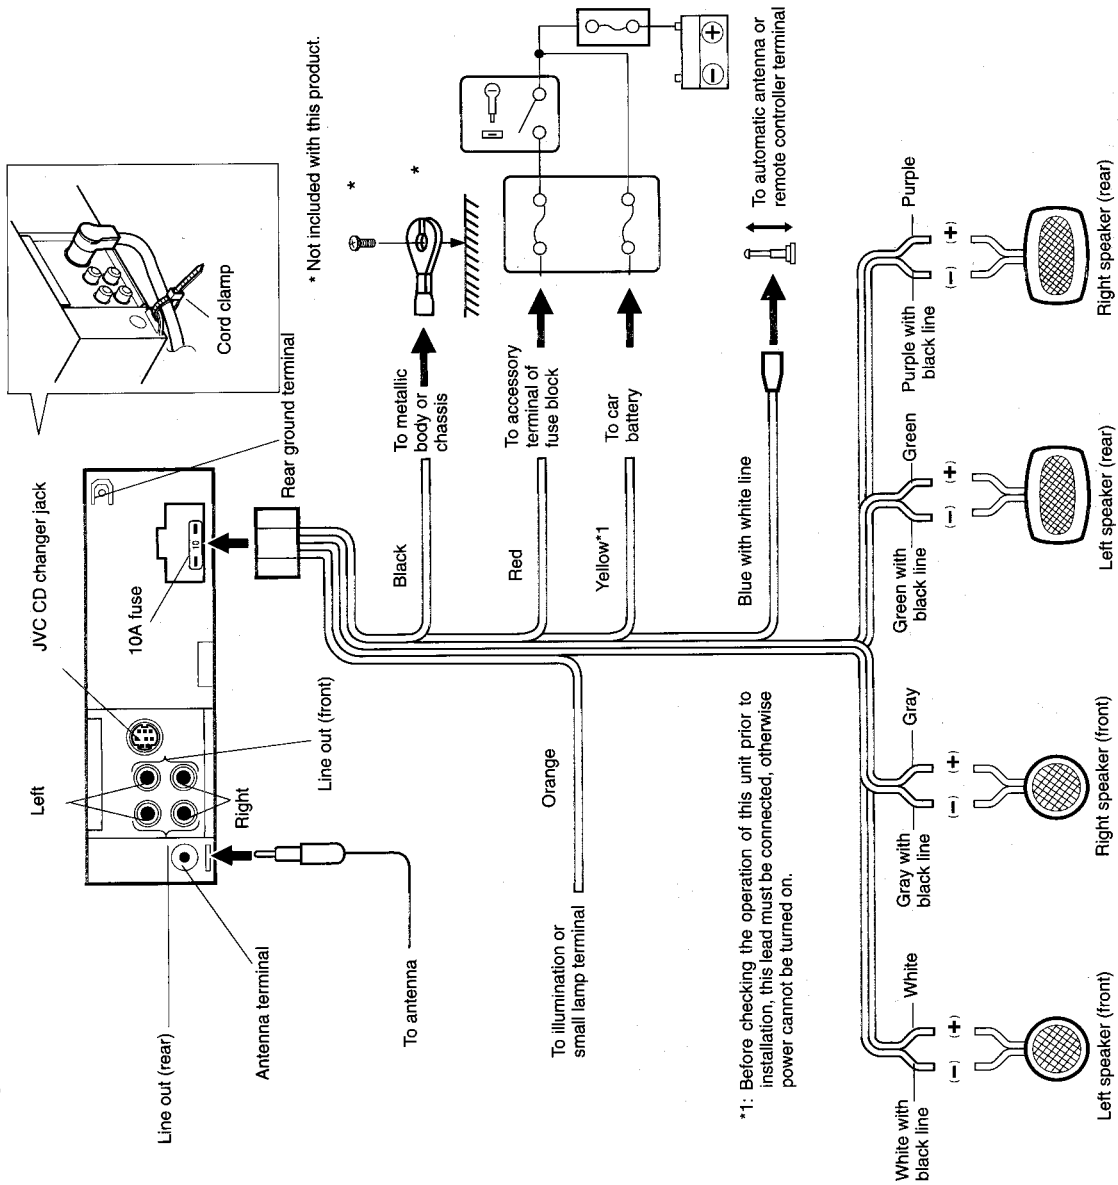 Line out (rear)
Antenna terminal
To antenna
Left
Right
Line out (front)
JVC CD changer jack
10A fuse
10
Rear ground terminal
Cord clamp
* Not included with this product.
*
*
Black
To metallic
body or
chassis
Red
To accessory
terminal of
fuse block
Yellow*1
To car
battery
Blue with white line
To automatic antenna or
remote controller terminal
Orange
To illumination or
small lamp terminal
*1: Before checking the operation of this unit prior to
installation, this lead must be connected, otherwise
power cannot be turned on.
White with
black line
White
(−)
(+)
Left speaker (front)
Gray with
black line
Gray
(−)
(+)
Right speaker (front)
Green with
black line
Green
(−)
(+)
Left speaker (rear)
Purple with
black line
Purple
(−)
(+)
Right speaker (rear)